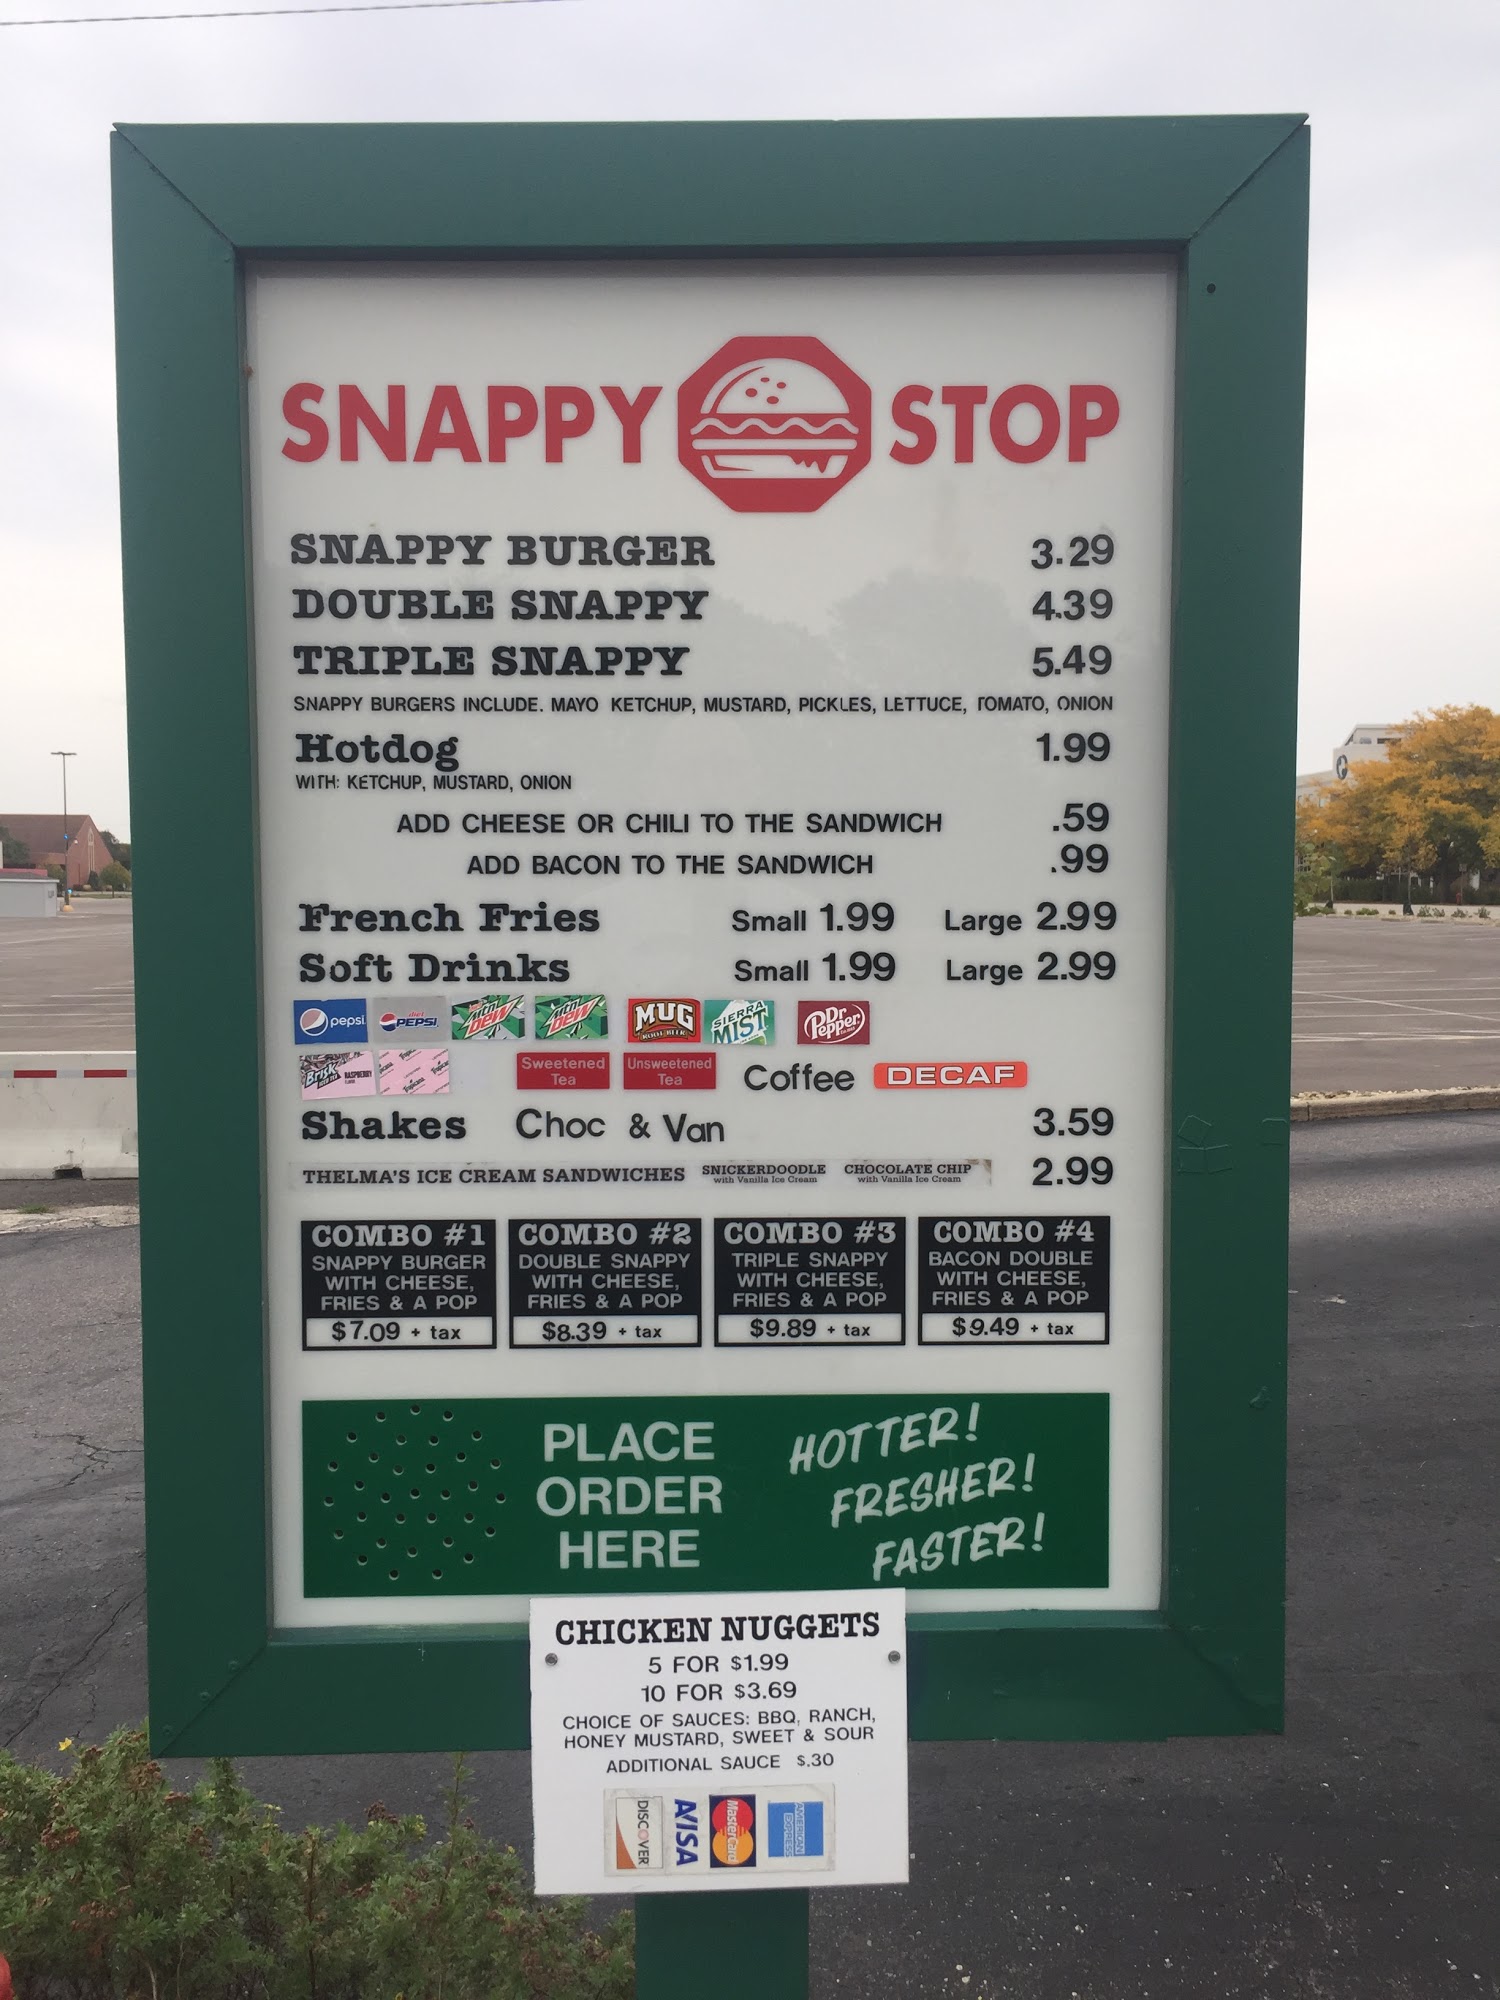 SNAPPY STOP
SNAPPY BURGER 3.29
DOUBLE SNAPPY 4.39
TRIPLE SNAPPY 5.49
SNAPPY BURGERS INCLUDE. MAYO KETCHUP, MUSTARD, PICKLES, LETTUCE, TOMATO, ONION
Hotdog 1.99
WITH: KETCHUP, MUSTARD, ONION
ADD CHEESE OR CHILI TO THE SANDWICH .59
ADD BACON TO THE SANDWICH .99
French Fries Small 1.99 Large 2.99
Soft Drinks Small 1.99 Large 2.99
pepsi diet PEPSI Mtn Dew Mtn Dew MUG ROOT BEER SIERRA MIST Dr Pepper
Brisk RASPBERRY Tropicana Sweetened Tea Unsweetened Tea Coffee DECAF
Shakes Choc & Van 3.59
THELMA'S ICE CREAM SANDWICHES SNICKERDOODLE with Vanilla Ice Cream CHOCOLATE CHIP with Vanilla Ice Cream 2.99
COMBO #1
SNAPPY BURGER
WITH CHEESE,
FRIES & A POP
$7.09 + tax
COMBO #2
DOUBLE SNAPPY
WITH CHEESE,
FRIES & A POP
$8.39 + tax
COMBO #3
TRIPLE SNAPPY
WITH CHEESE,
FRIES & A POP
$9.89 + tax
COMBO #4
BACON DOUBLE
WITH CHEESE,
FRIES & A POP
$9.49 + tax
PLACE
ORDER
HERE
HOTTER!
FRESHER!
FASTER!
CHICKEN NUGGETS
5 FOR $1.99
10 FOR $3.69
CHOICE OF SAUCES: BBQ, RANCH,
HONEY MUSTARD, SWEET & SOUR
ADDITIONAL SAUCE $.30
DISCOVER VISA MasterCard AMERICAN EXPRESS